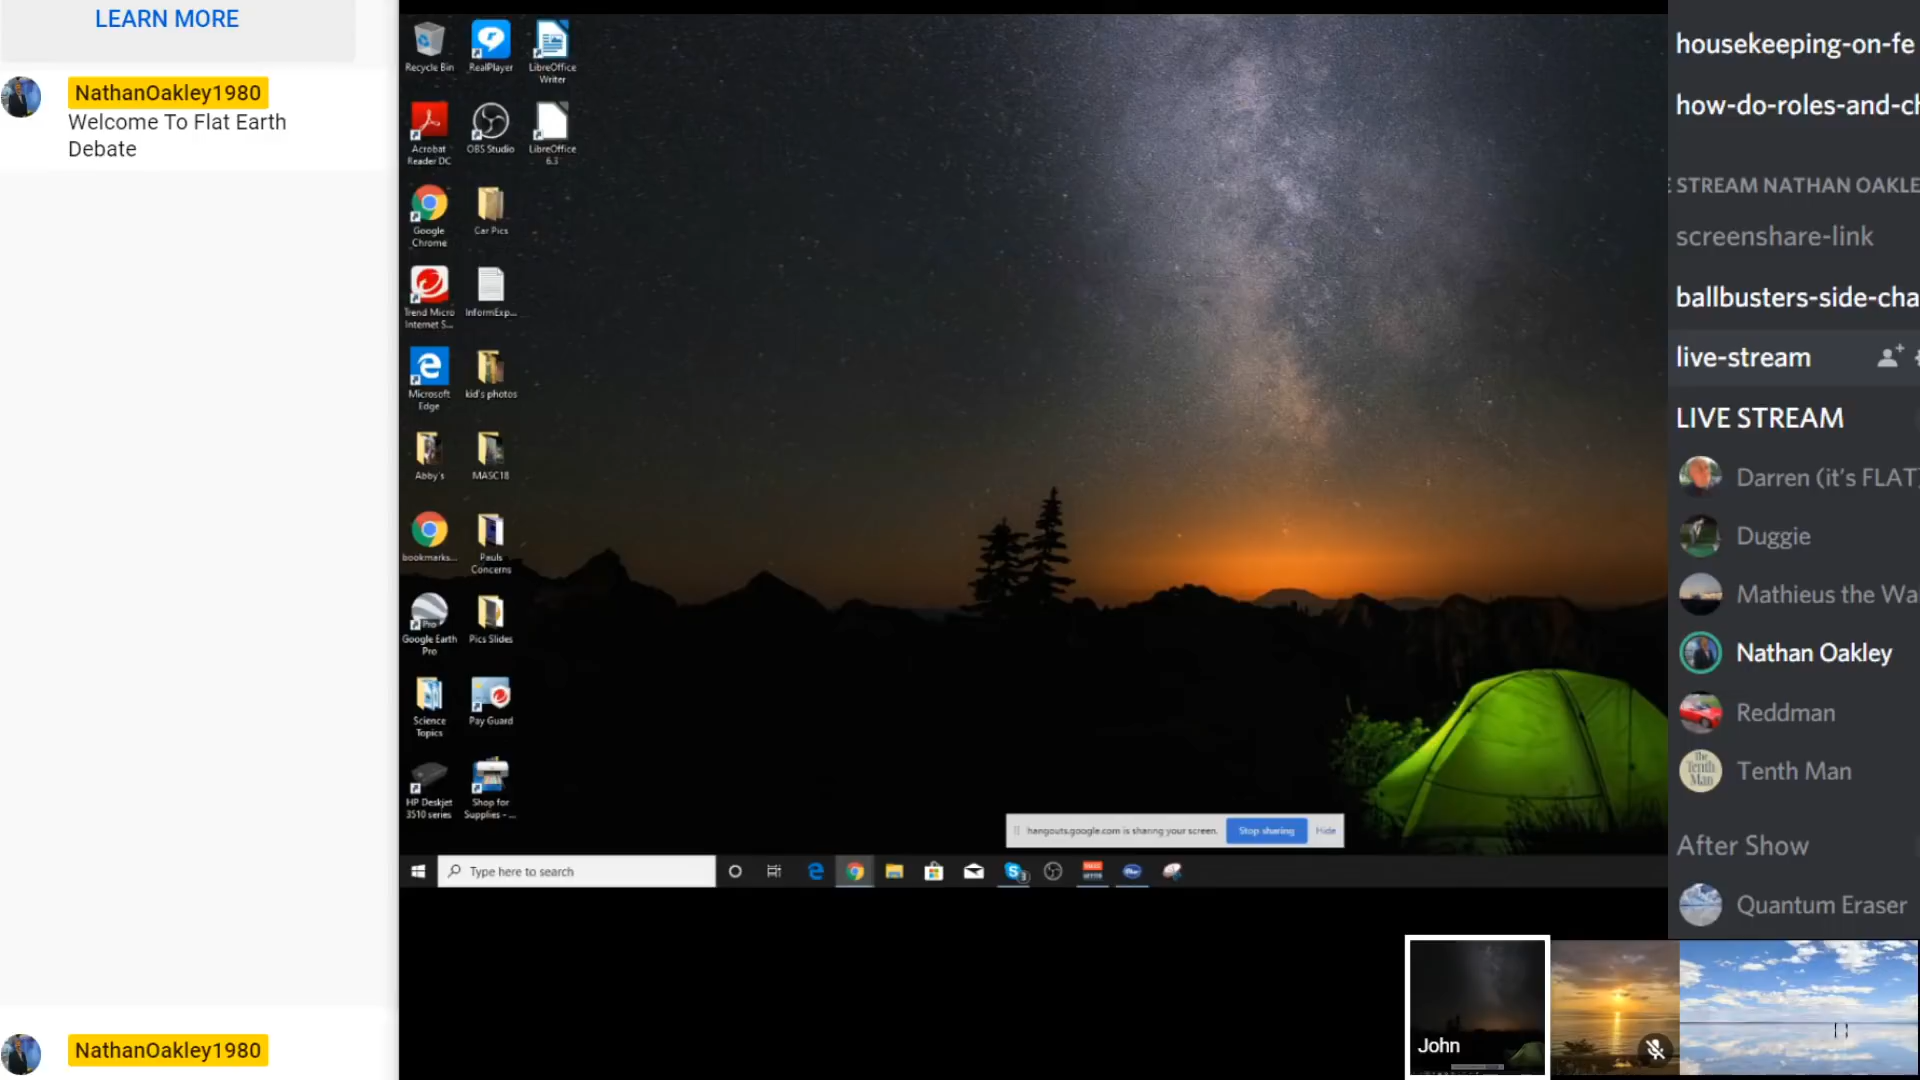 LEARN MORE
NathanOakley1980
Welcome To Flat Earth
Debate
NathanOakley1980
Recycle Bin
RealPlayer
LibreOffice
Writer
Acrobat
Reader DC
OBS Studio
LibreOffice
6.3
Google
Chrome
Car Pics
Trend Micro
Internet S...
InformExp...
Microsoft
Edge
kid's photos
Abby's
MASC18
bookmarks...
Pauls
Concerns
Google Earth
Pro
Pics Slides
Science
Topics
Pay Guard
HP Deskjet
3510 series
Shop for
Supplies - ...
hangouts.google.com is sharing your screen.
Stop sharing
Hide
Type here to search
housekeeping-on-fe
how-do-roles-and-ch
E STREAM NATHAN OAKLE
screenshare-link
ballbusters-side-cha
live-stream
LIVE STREAM
Darren (it's FLAT)
Duggie
Mathieus the Wa
Nathan Oakley
Reddman
The
Tenth
Man
Tenth Man
After Show
Quantum Eraser
John